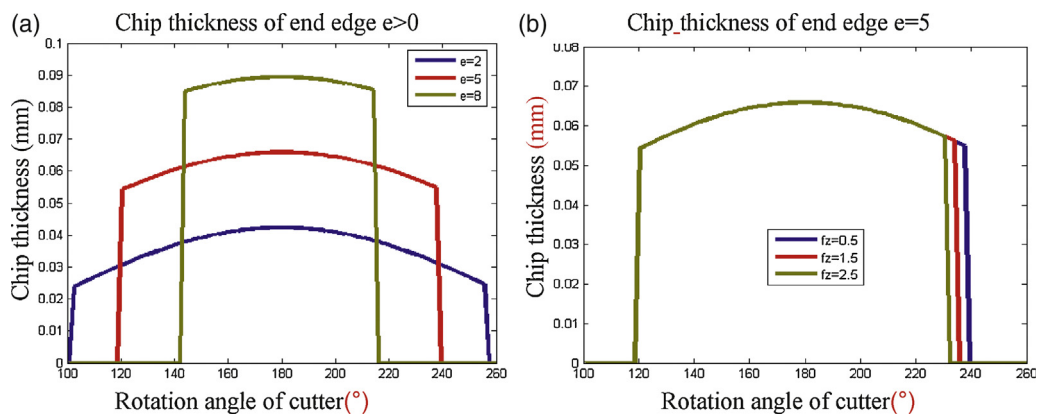 (a) Chip thickness of end edge e>0
0.1
0.09
0.08
0.07
0.06
0.05
0.04
0.03
0.02
0.01
0
Chip thickness (mm)
e=2
e=5
e=8
100 120 140 160 180 200 220 240 260
Rotation angle of cutter(°)
(b) Chip_thickness of end edge e=5
0.08
0.07
0.06
0.05
0.04
0.03
0.02
0.01
0
Chip thickness (mm)
fz=0.5
fz=1.5
fz=2.5
100 120 140 160 180 200 220 240 260
Rotation angle of cutter(°)